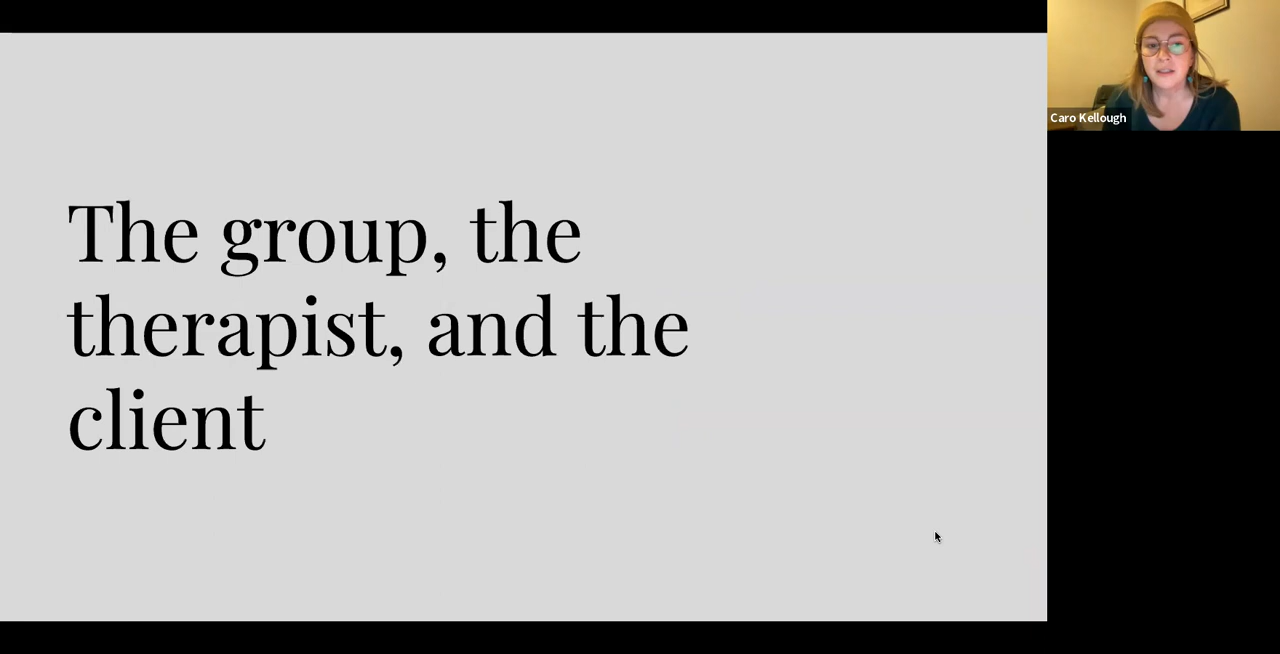 The group, the
therapist, and the
client
Caro Kellough